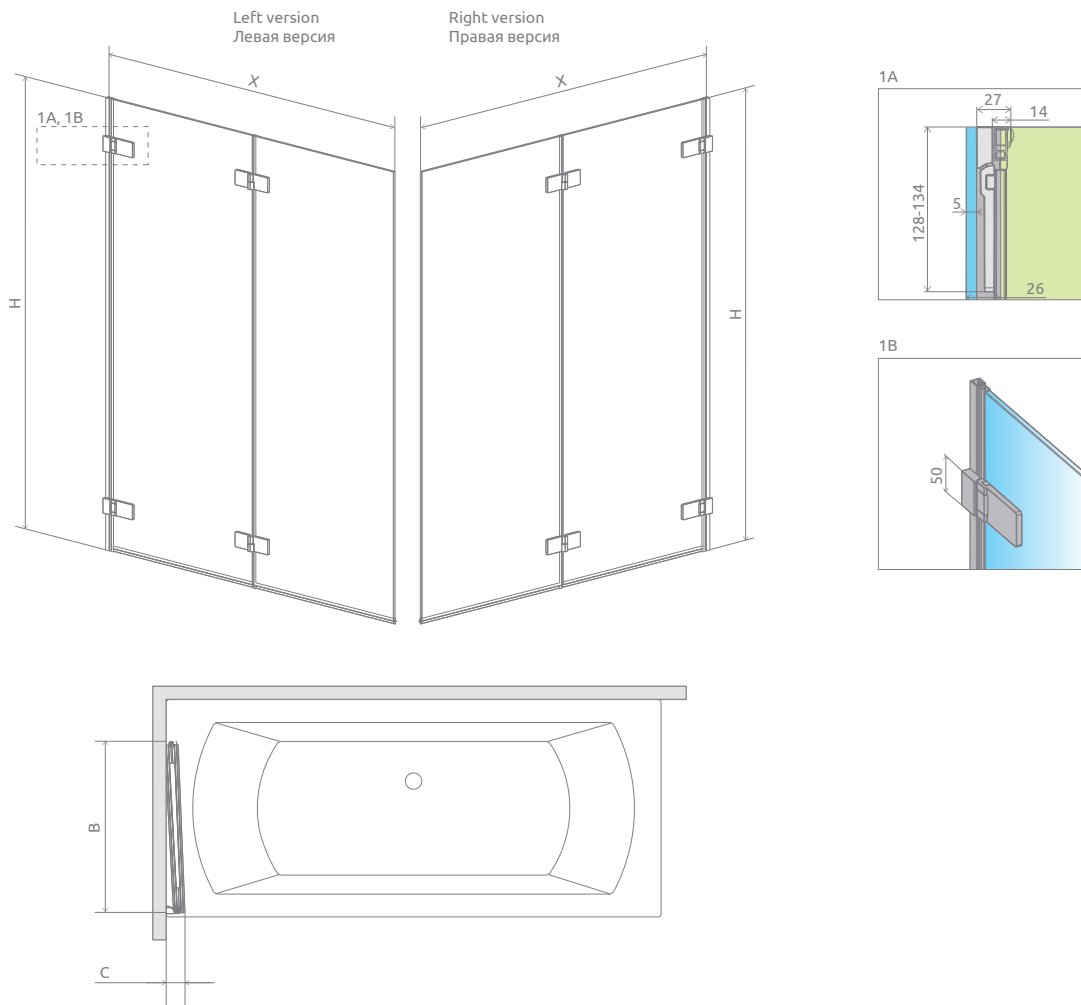 Left version
Левая версия
Right version
Правая версия
X
X
H
H
1A, 1B
1A
27
14
128-134
5
26
1B
50
B
C